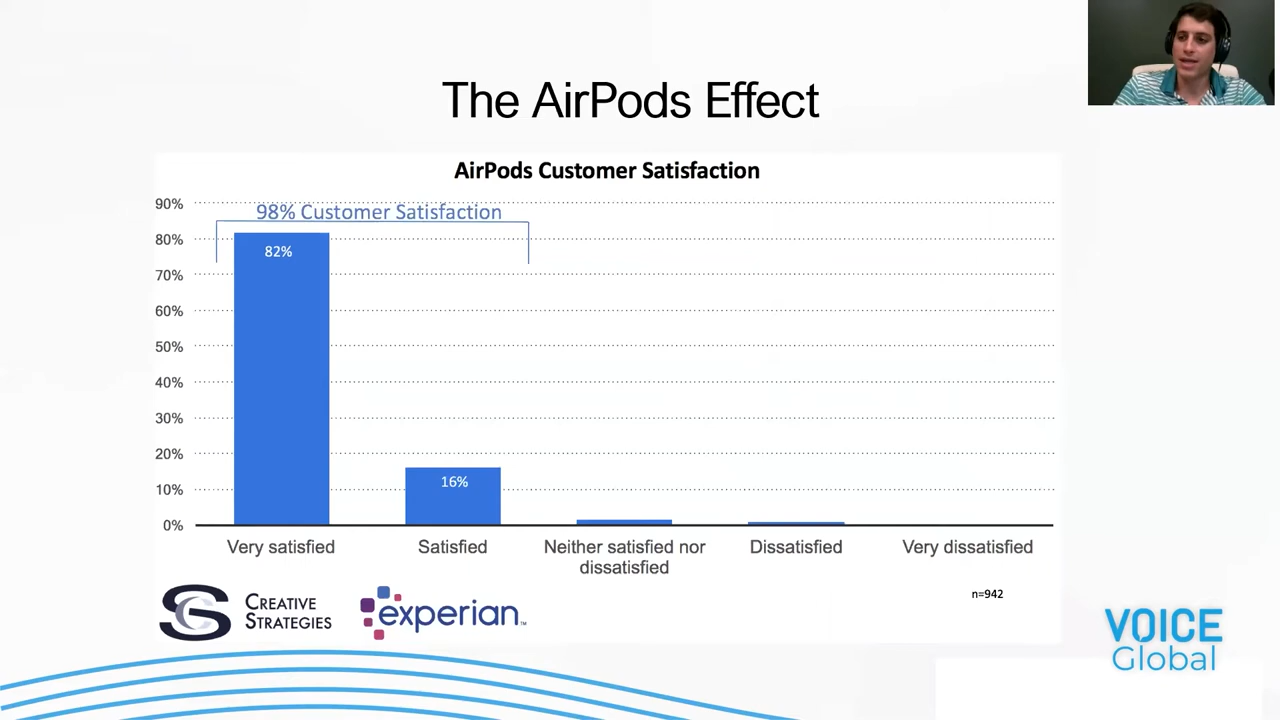 The AirPods Effect
AirPods Customer Satisfaction
98% Customer Satisfaction
90%
80%
70%
60%
50%
40%
30%
20%
10%
0%
82%
16%
Very satisfied
Satisfied
Neither satisfied nor
dissatisfied
Dissatisfied
Very dissatisfied
n=942
CREATIVE
STRATEGIES
experian™
VOICE
Global